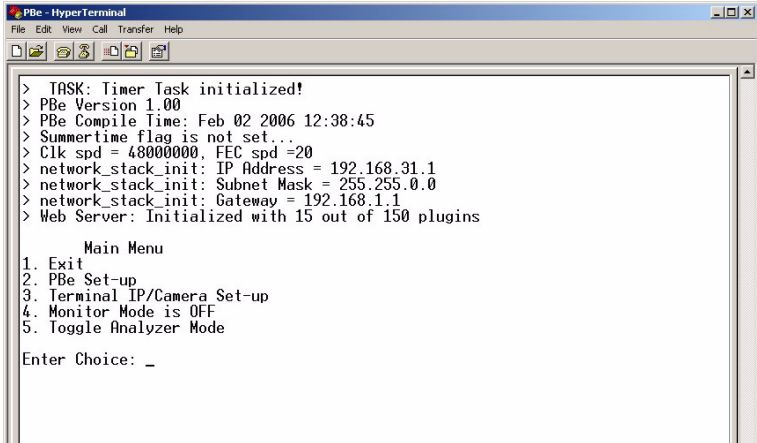 PBe - HyperTerminal
File Edit View Call Transfer Help
>  TASK: Timer Task initialized!
> PBe Version 1.00
> PBe Compile Time: Feb 02 2006 12:38:45
> Summertime flag is not set...
> Clk spd = 48000000, FEC spd =20
> network_stack_init: IP Address = 192.168.31.1
> network_stack_init: Subnet Mask = 255.255.0.0
> network_stack_init: Gateway = 192.168.1.1
> Web Server: Initialized with 15 out of 150 plugins
Main Menu
1. Exit
2. PBe Set-up
3. Terminal IP/Camera Set-up
4. Monitor Mode is OFF
5. Toggle Analyzer Mode
Enter Choice: _